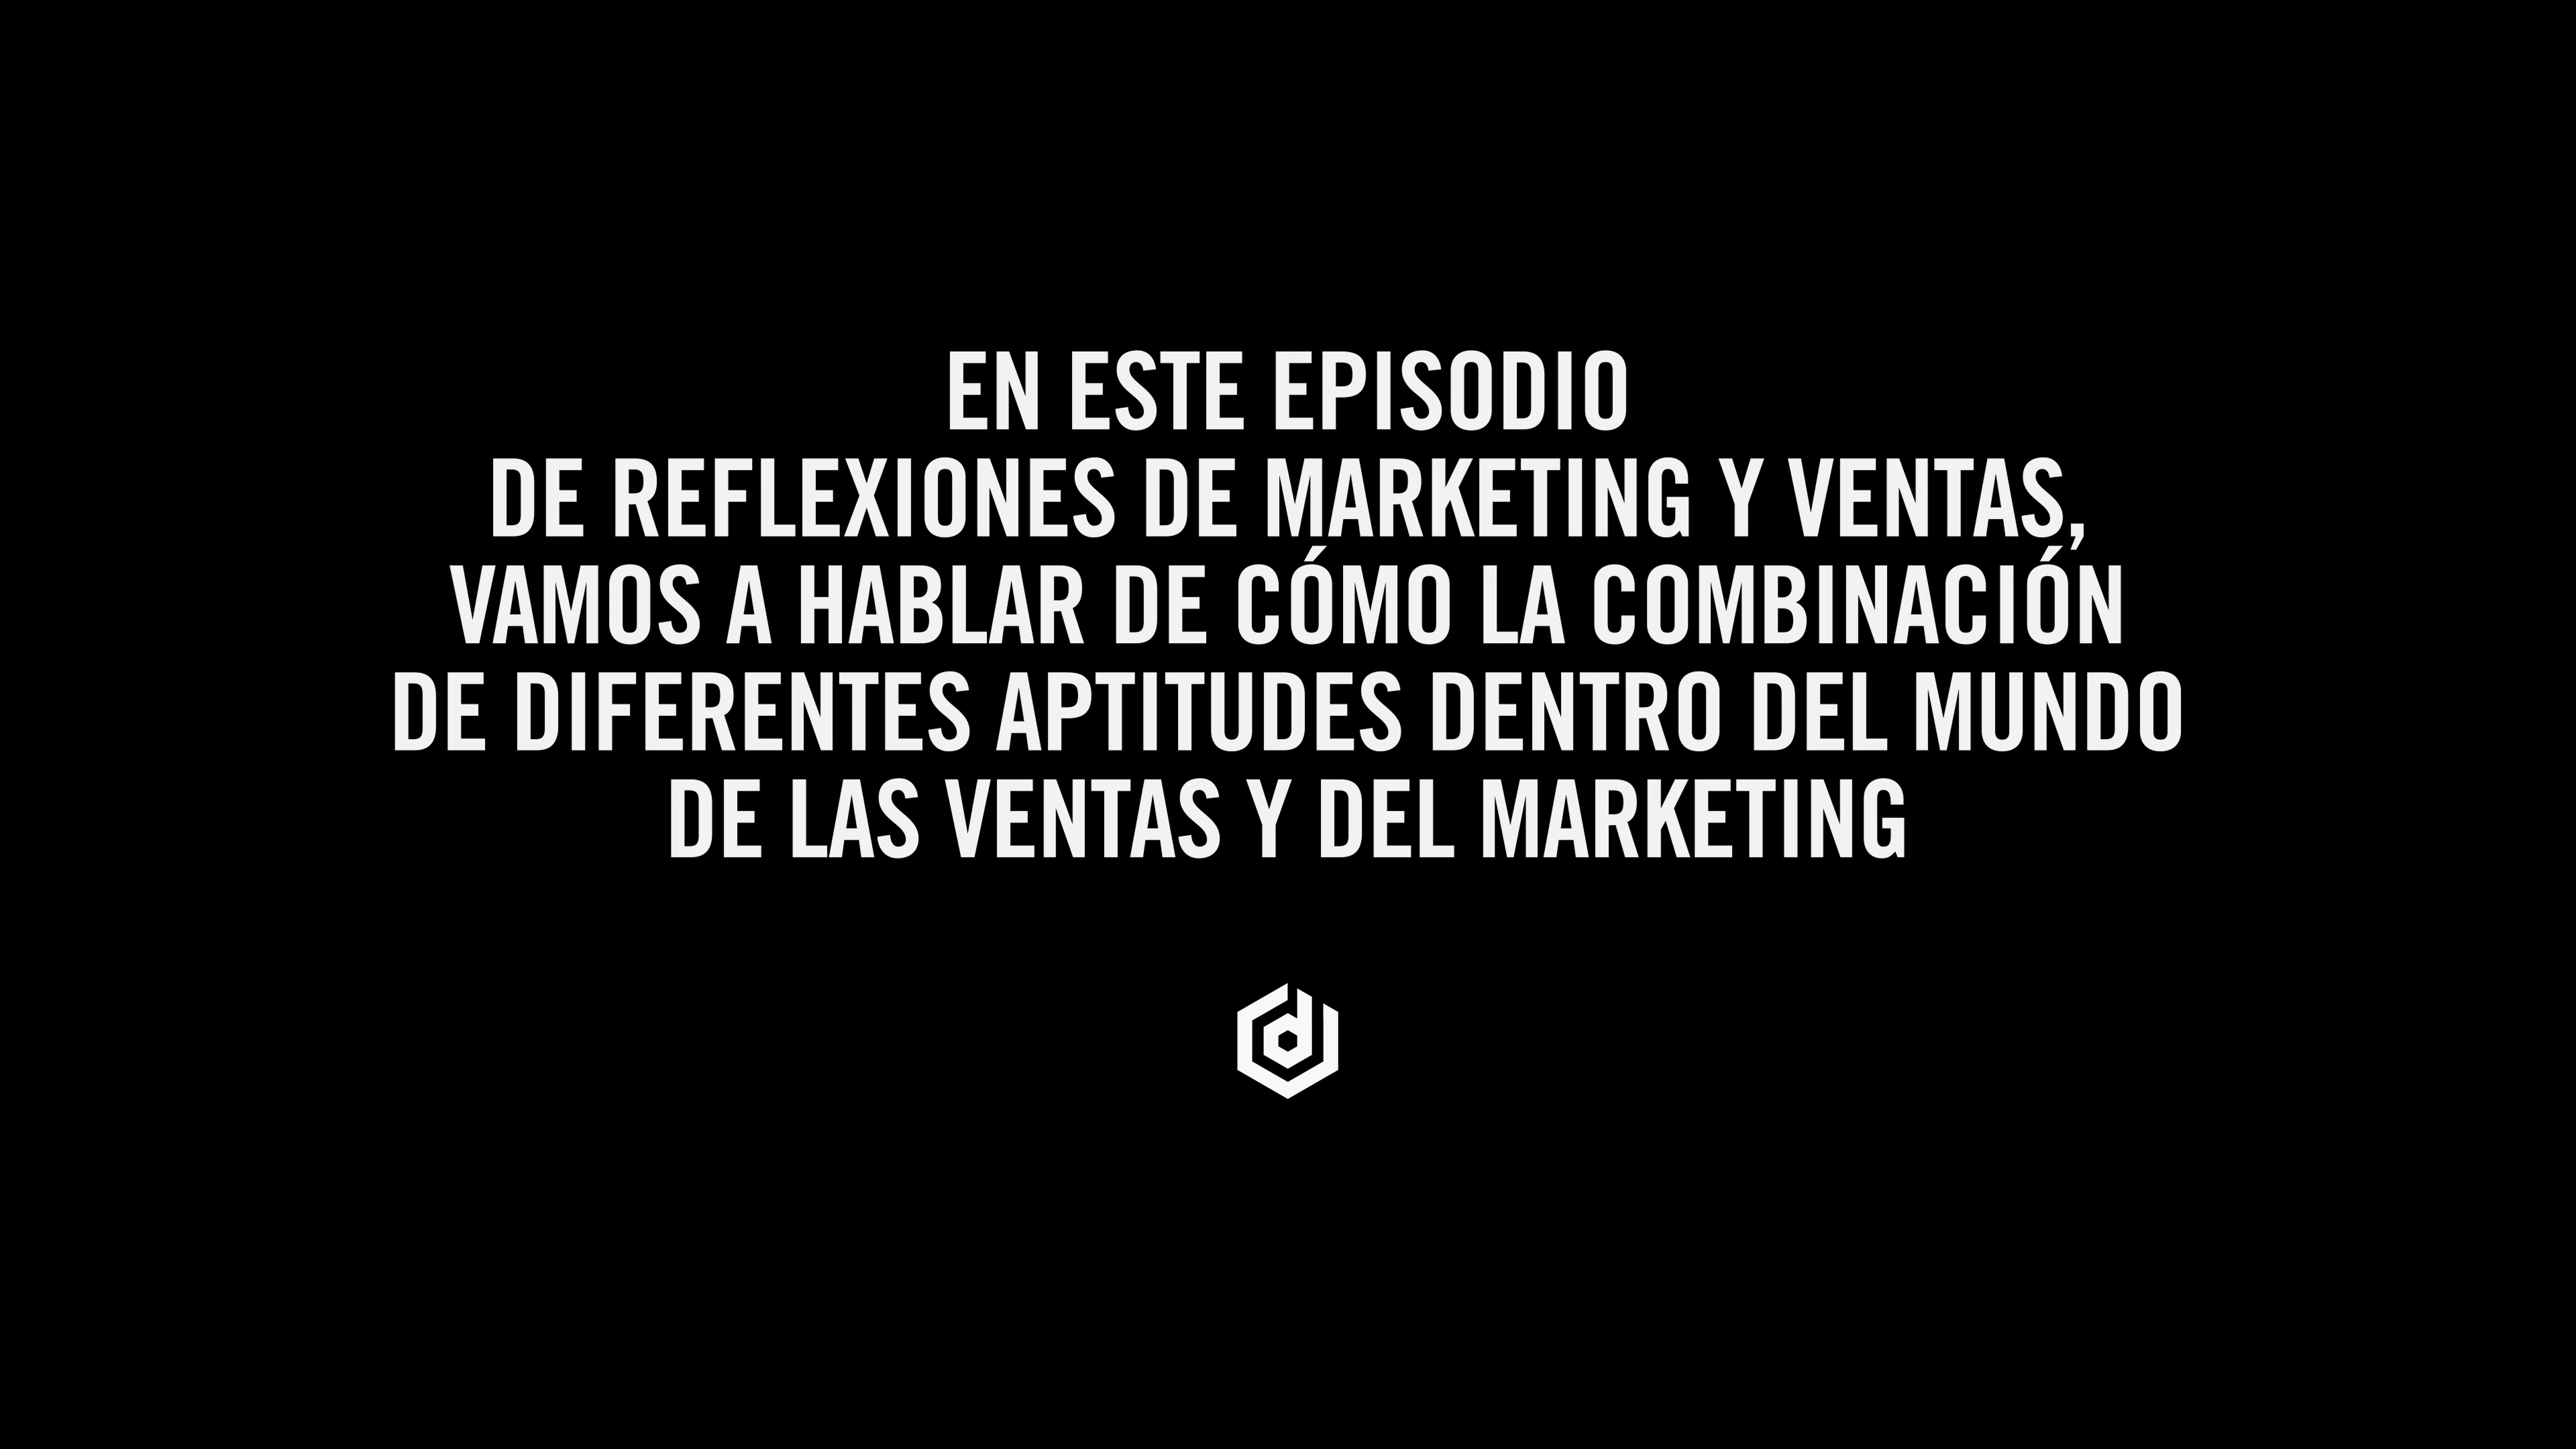 EN ESTE EPISODIO
DE REFLEXIONES DE MARKETING Y VENTAS,
VAMOS A HABLAR DE CÓMO LA COMBINACIÓN
DE DIFERENTES APTITUDES DENTRO DEL MUNDO
DE LAS VENTAS Y DEL MARKETING